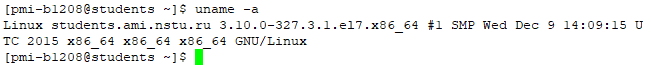 [pmi-b1208@students ~]$ uname -a
Linux students.ami.nstu.ru 3.10.0-327.3.1.el7.x86_64 #1 SMP Wed Dec 9 14:09:15 U
TC 2015 x86_64 x86_64 x86_64 GNU/Linux
[pmi-b1208@students ~]$